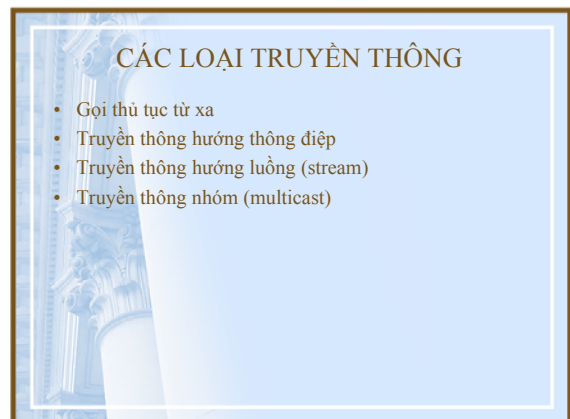 CÁC LOẠI TRUYỀN THÔNG
• Gọi thủ tục từ xa
• Truyền thông hướng thông điệp
• Truyền thông hướng luồng (stream)
• Truyền thông nhóm (multicast)